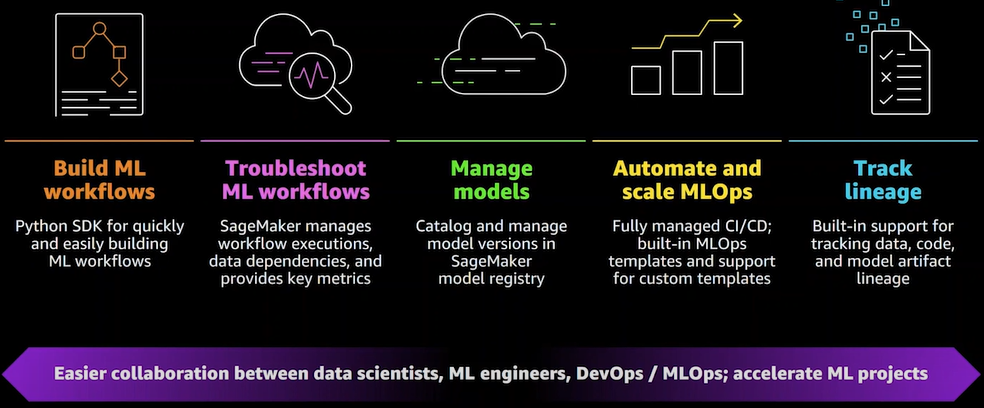 Build ML
workflows
Python SDK for quickly
and easily building
ML workflows
Troubleshoot
ML workflows
SageMaker manages
workflow executions,
data dependencies, and
provides key metrics
Manage
models
Catalog and manage
model versions in
SageMaker
model registry
Automate and
scale MLOps
Fully managed CI/CD;
built-in MLOps
templates and support
for custom templates
Track
lineage
Built-in support for
tracking data, code,
and model artifact
lineage
Easier collaboration between data scientists, ML engineers, DevOps / MLOps; accelerate ML projects